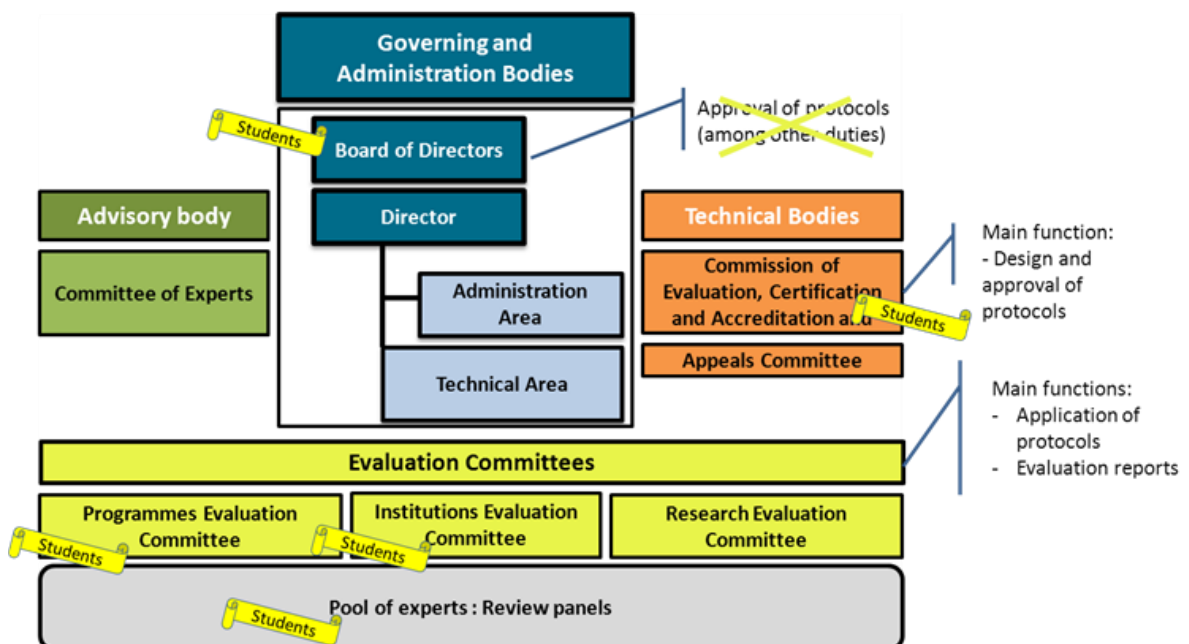 Governing and
Administration Bodies
Students
Board of Directors
Approval of protocols
(among other duties)
Advisory body
Director
Technical Bodies
Committee of Experts
Administration
Area
Technical Area
Commission of
Evaluation, Certification
and Accreditation and
Students
Appeals Committee
Main function:
- Design and
approval of
protocols
Main functions:
- Application of
protocols
- Evaluation reports
Evaluation Committees
Programmes Evaluation
Committee
Students
Institutions Evaluation
Committee
Students
Research Evaluation
Committee
Pool of experts : Review panels
Students